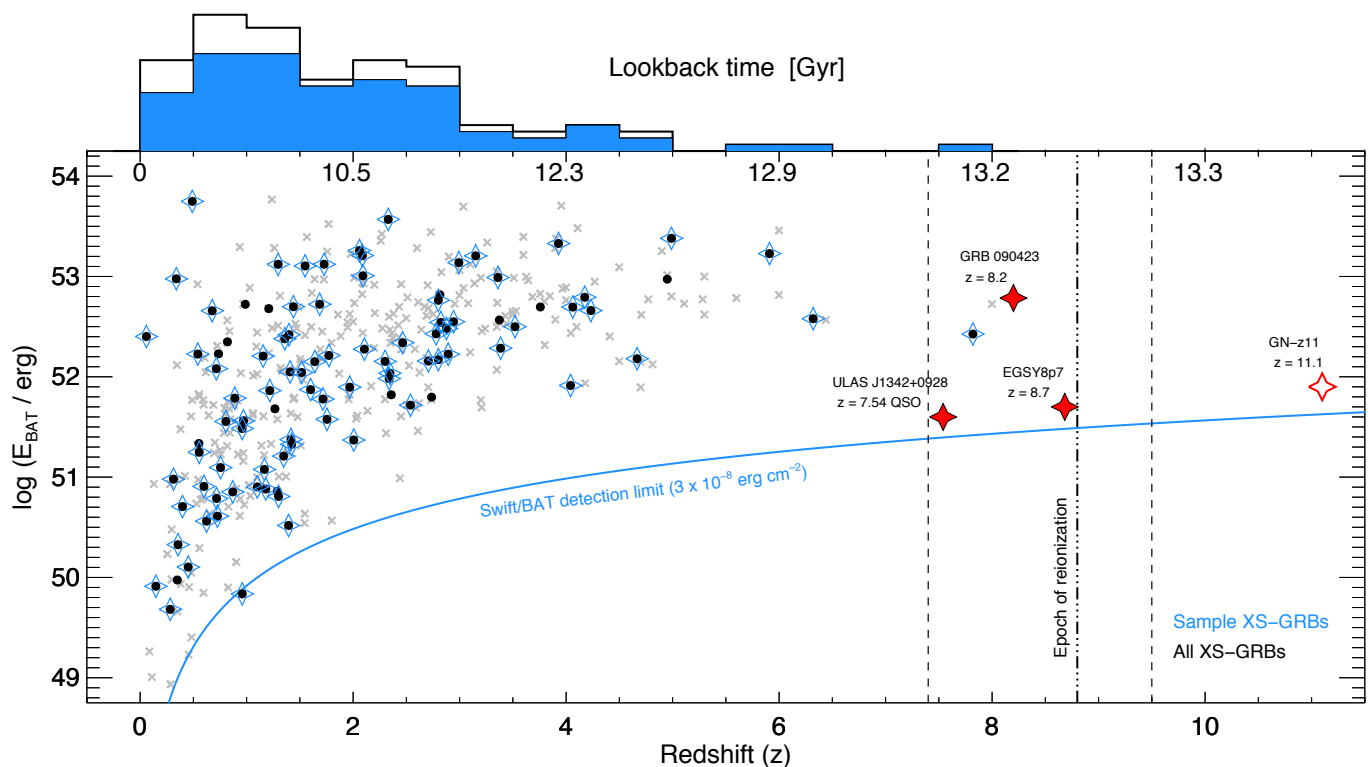 Lookback time [Gyr]
0 10.5 12.3 12.9 13.2 13.3
54
53
52
51
50
49
log (E_BAT / erg)
GRB 090423
z = 8.2
GN−z11
z = 11.1
ULAS J1342+0928
z = 7.54 QSO
EGSY8p7
z = 8.7
Swift/BAT detection limit (3 x 10⁻⁸ erg cm⁻²)
Epoch of reionization
Sample XS−GRBs
All XS−GRBs
0 2 4 6 8 10
Redshift (z)